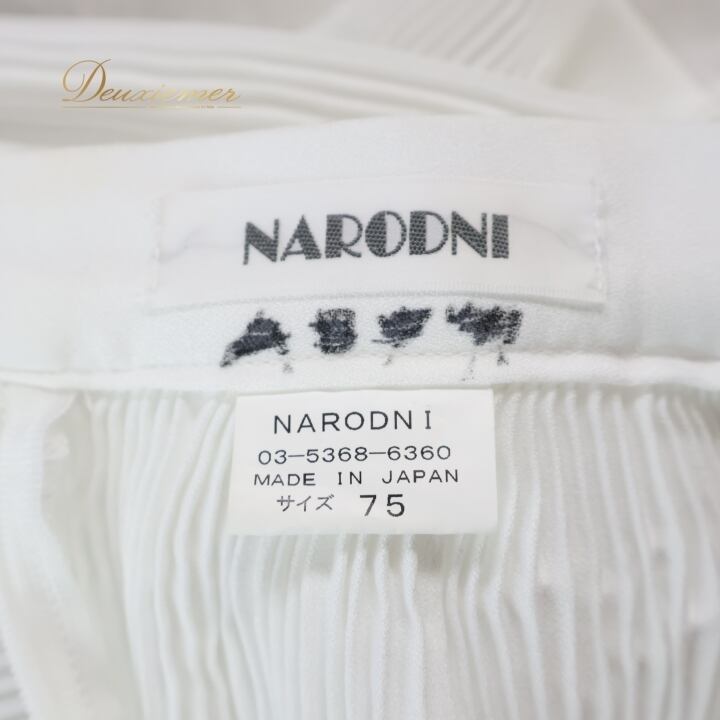 Deuxiemer
NARODNI
NARODNI
03-5368-6360
MADE IN JAPAN
サイズ 75